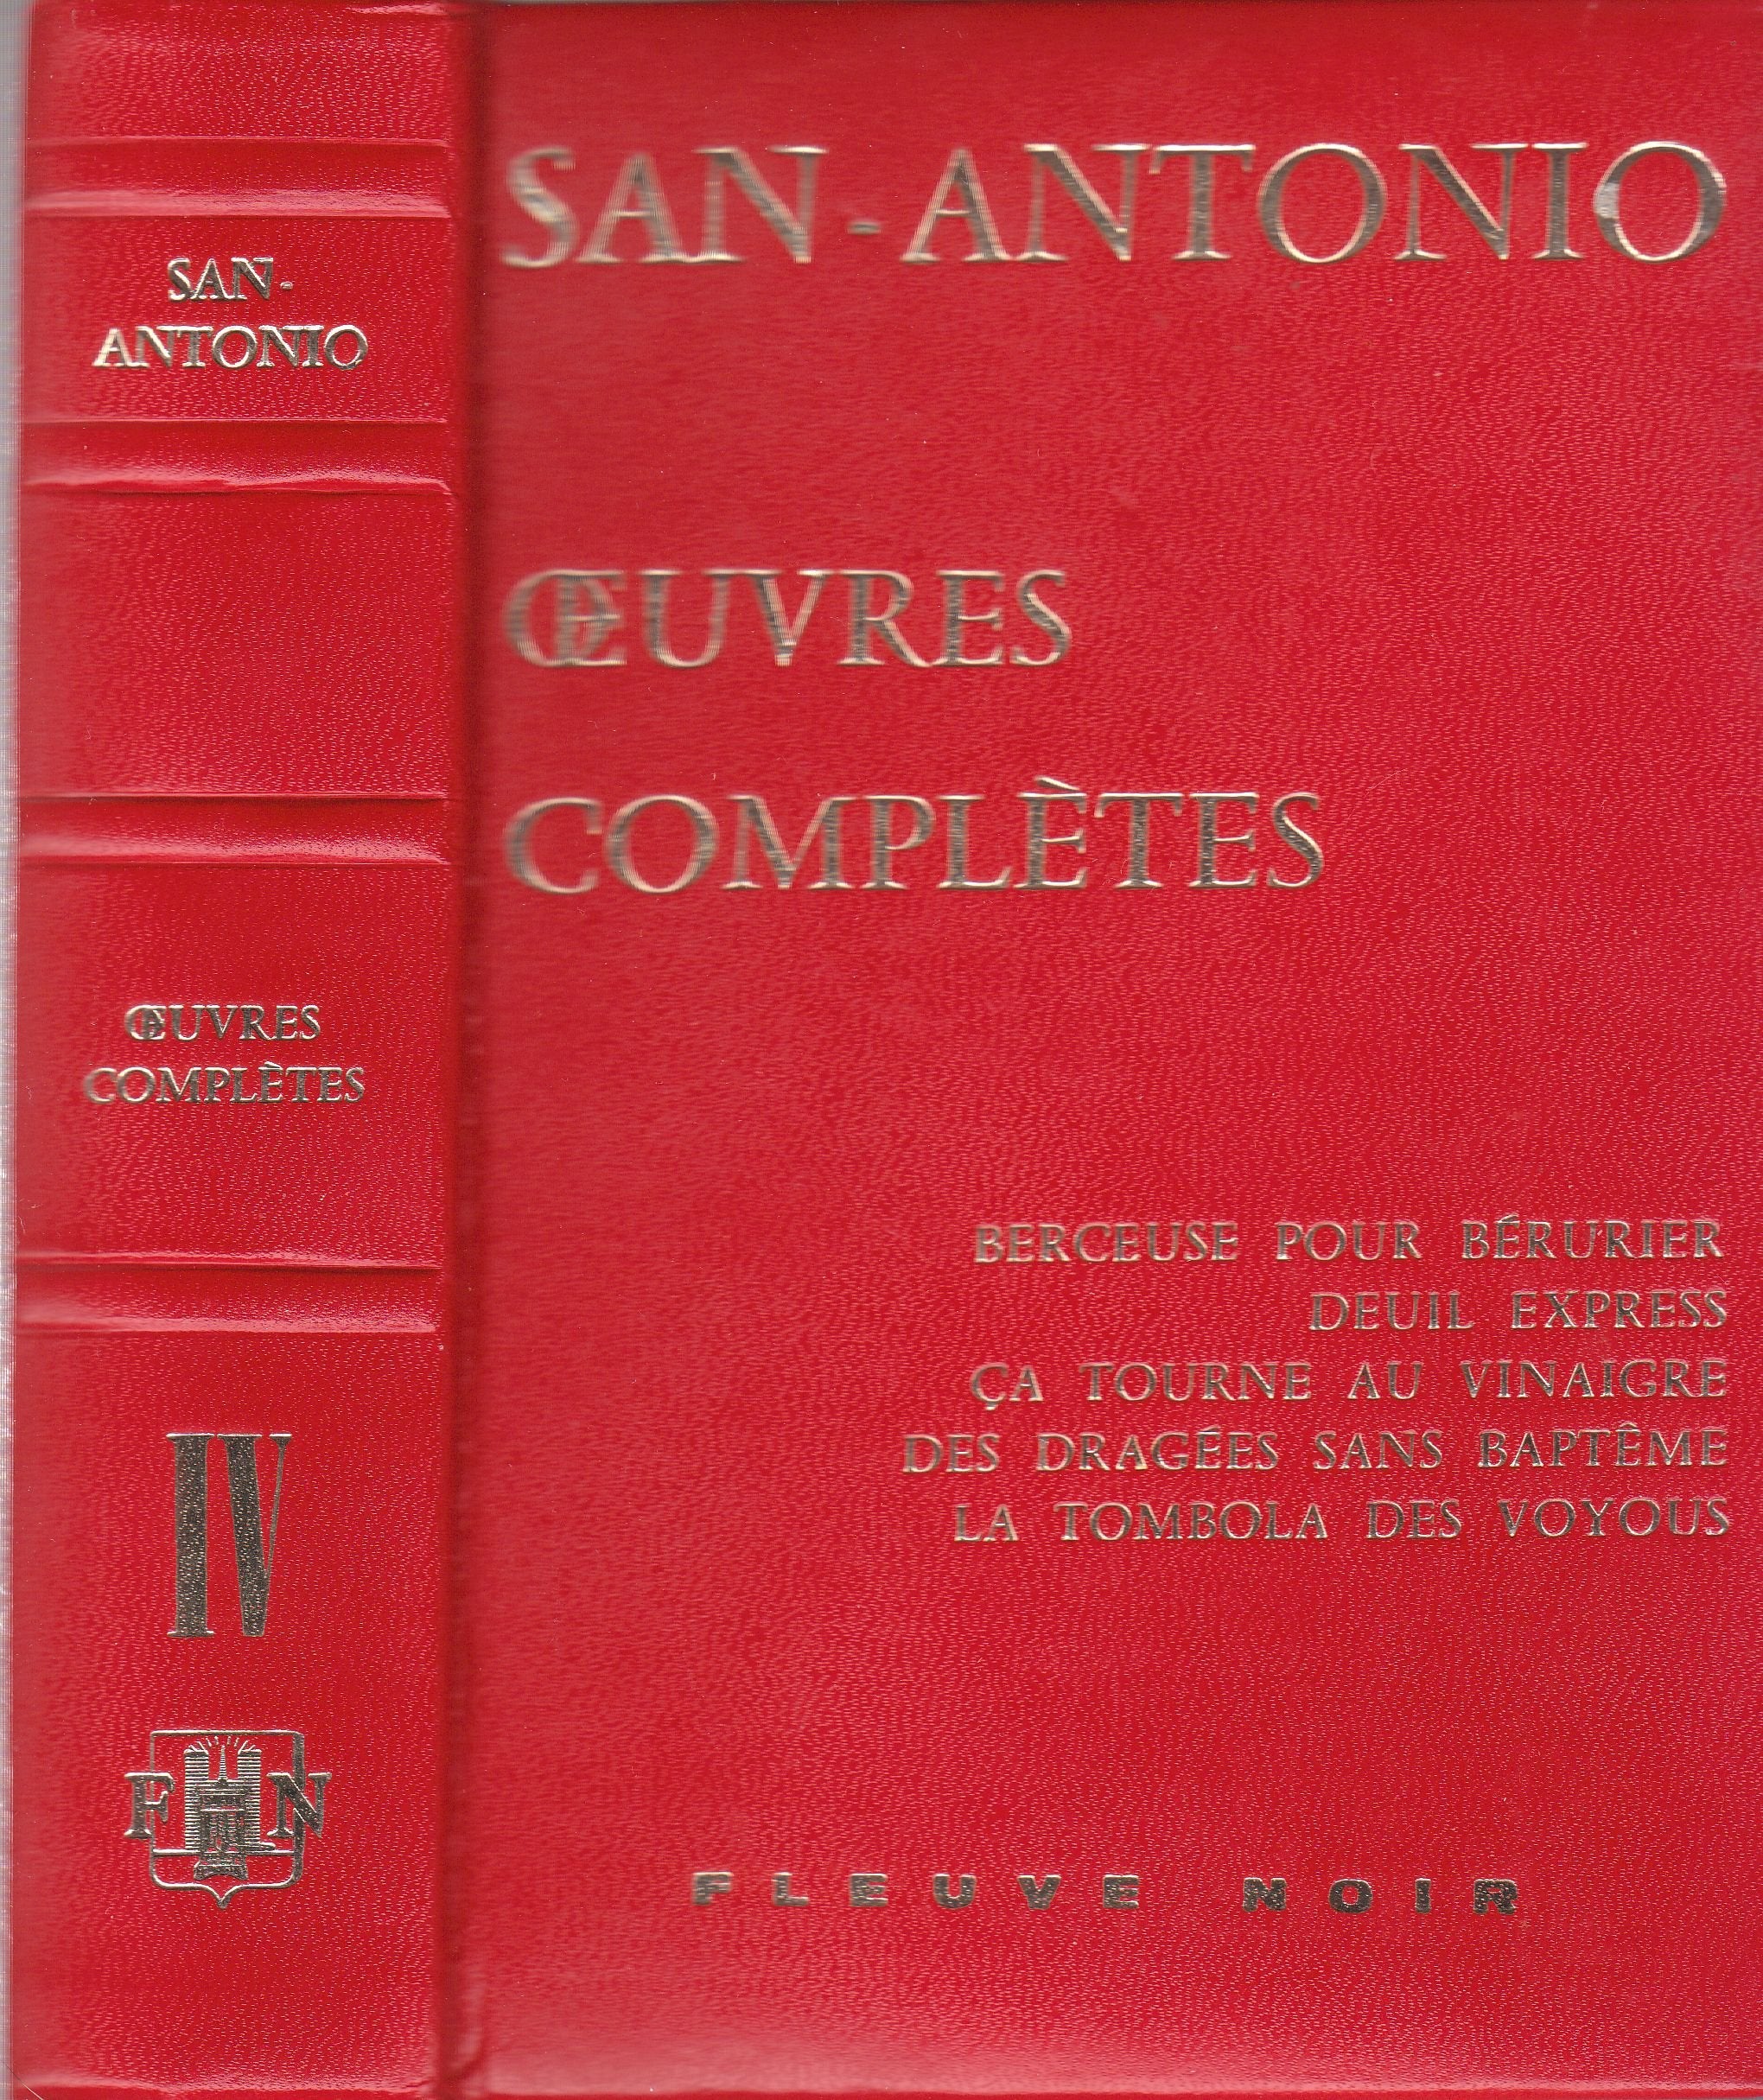 SAN-
ANTONIO
ŒUVRES
COMPLÈTES
IV
F N
SAN-ANTONIO
ŒUVRES
COMPLÈTES
BERCEUSE POUR BÉRURIER
DEUIL EXPRESS
ÇA TOURNE AU VINAIGRE
DES DRAGÉES SANS BAPTÊME
LA TOMBOLA DES VOYOUS
FLEUVE NOIR